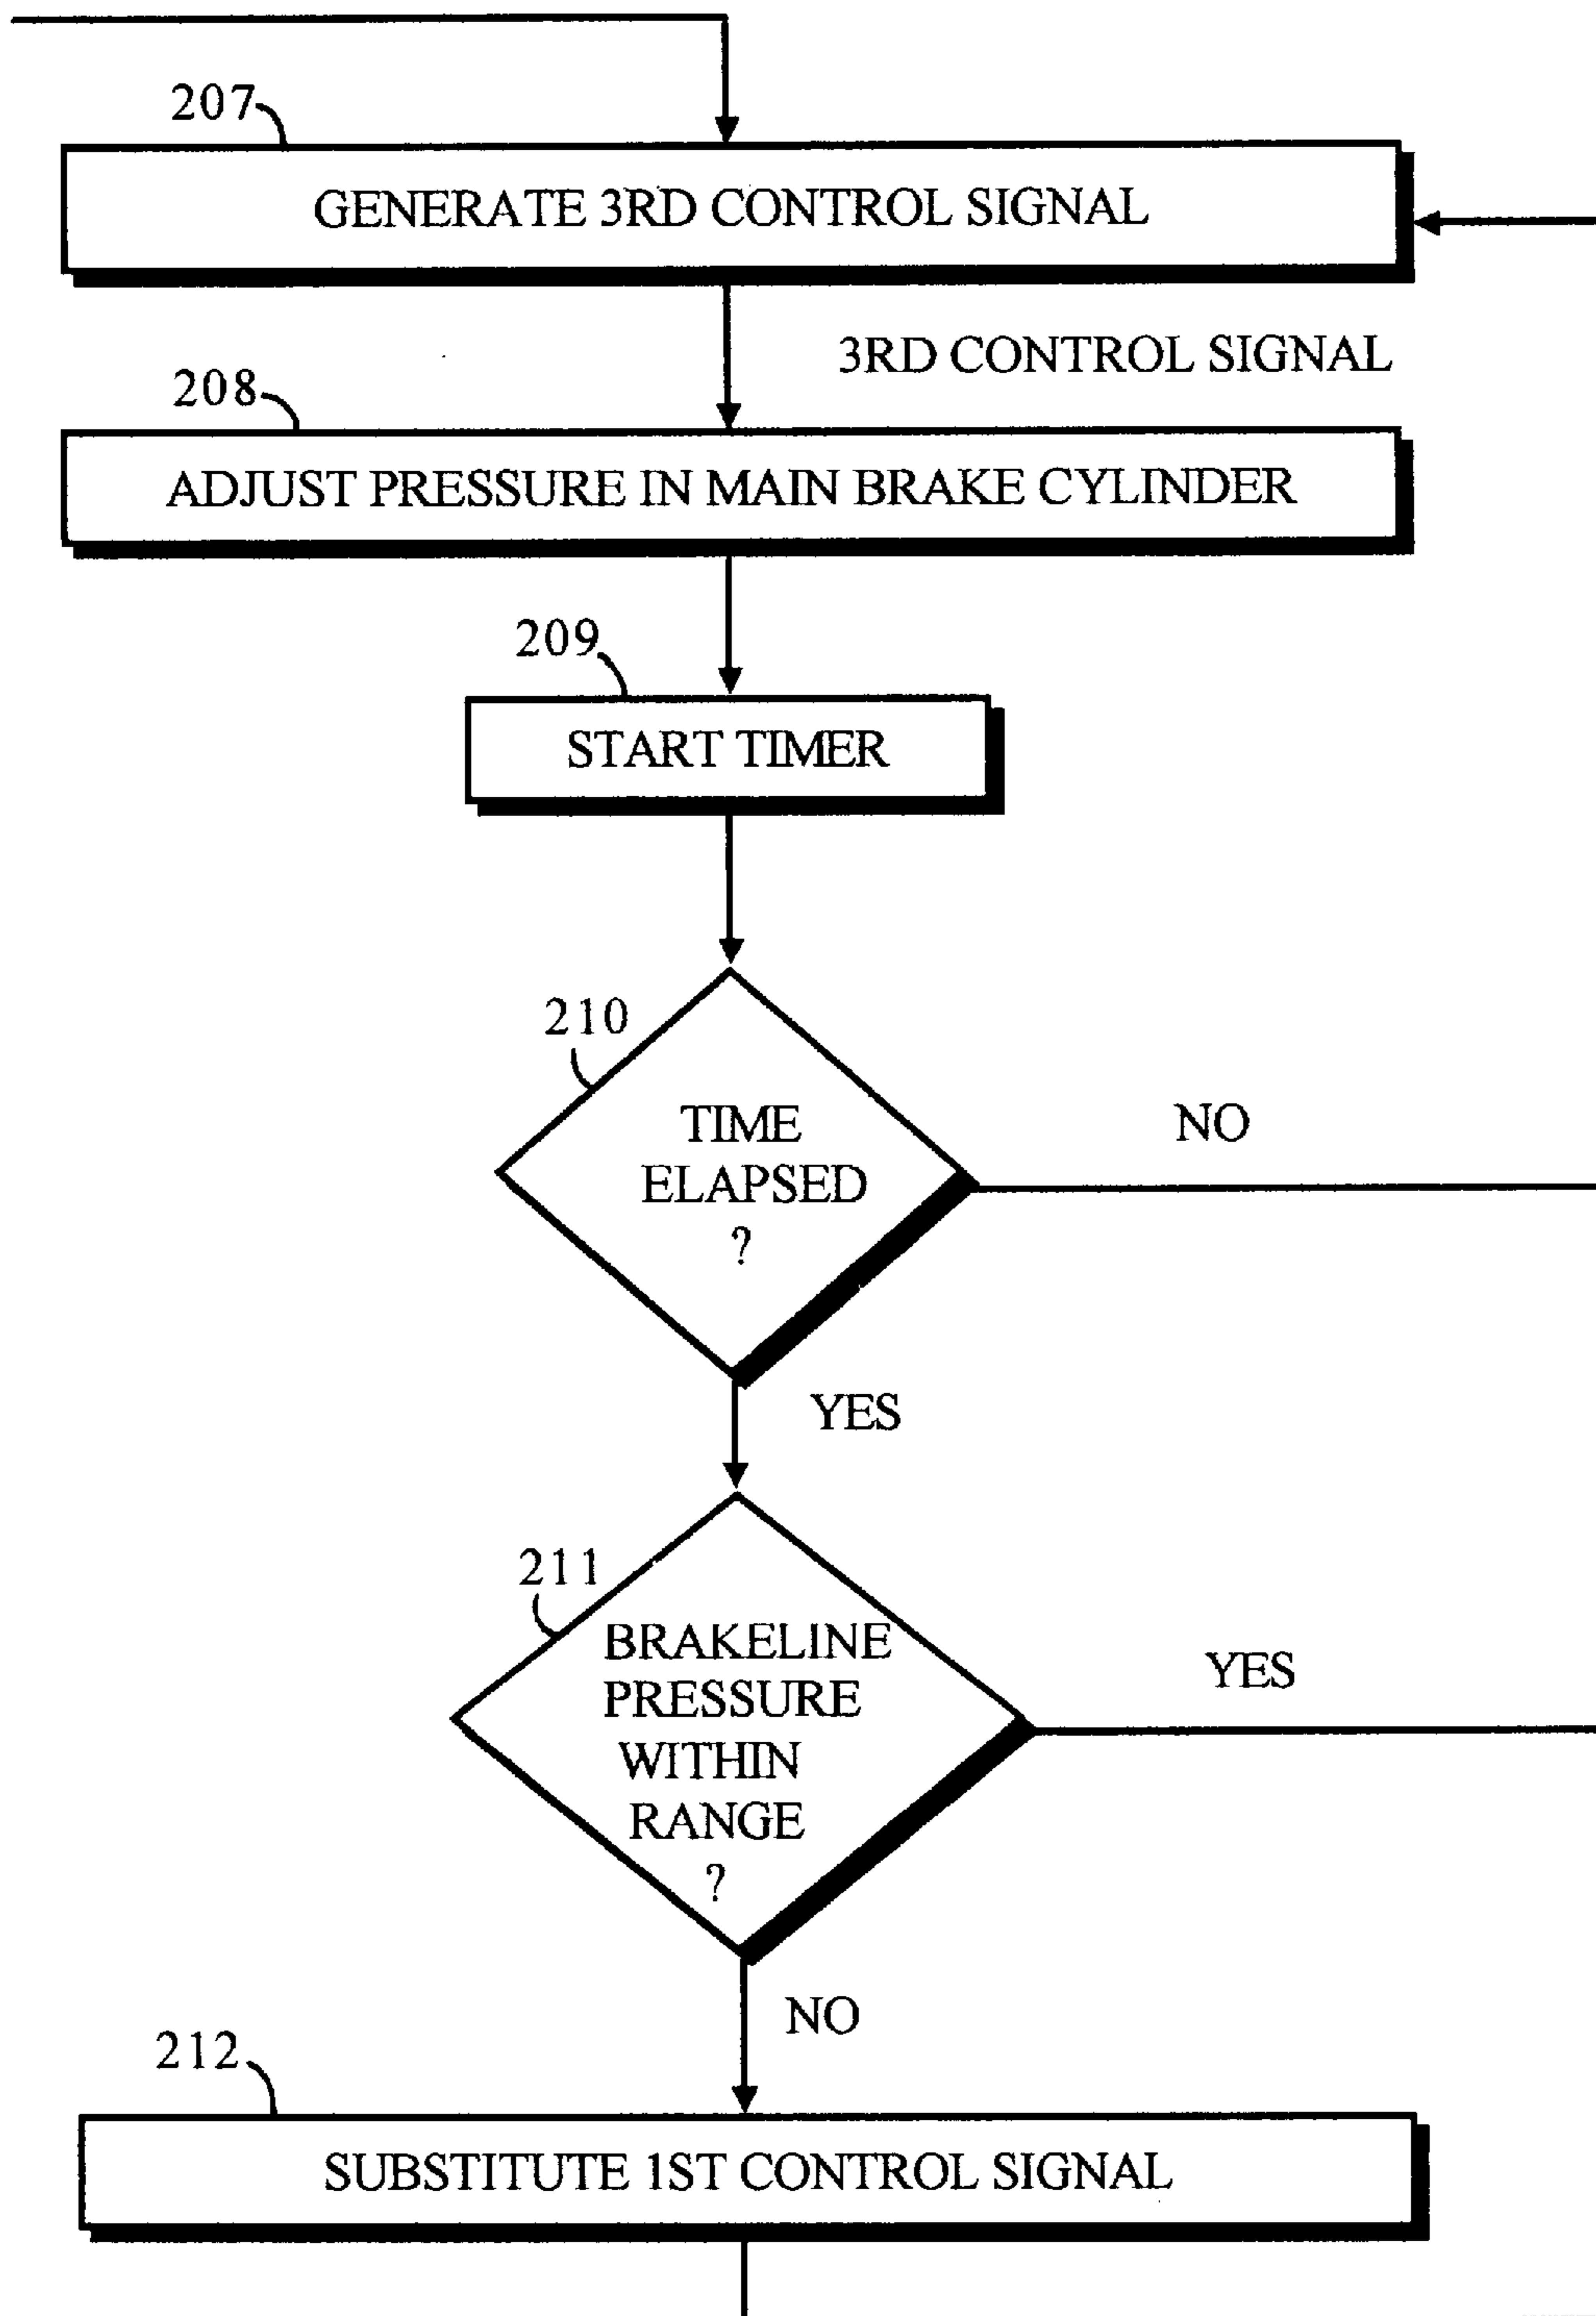 207
GENERATE 3RD CONTROL SIGNAL
3RD CONTROL SIGNAL
208
ADJUST PRESSURE IN MAIN BRAKE CYLINDER
209
START TIMER
210
TIME
ELAPSED
?
NO
YES
211
BRAKELINE
PRESSURE
WITHIN
RANGE
?
YES
NO
212
SUBSTITUTE 1ST CONTROL SIGNAL